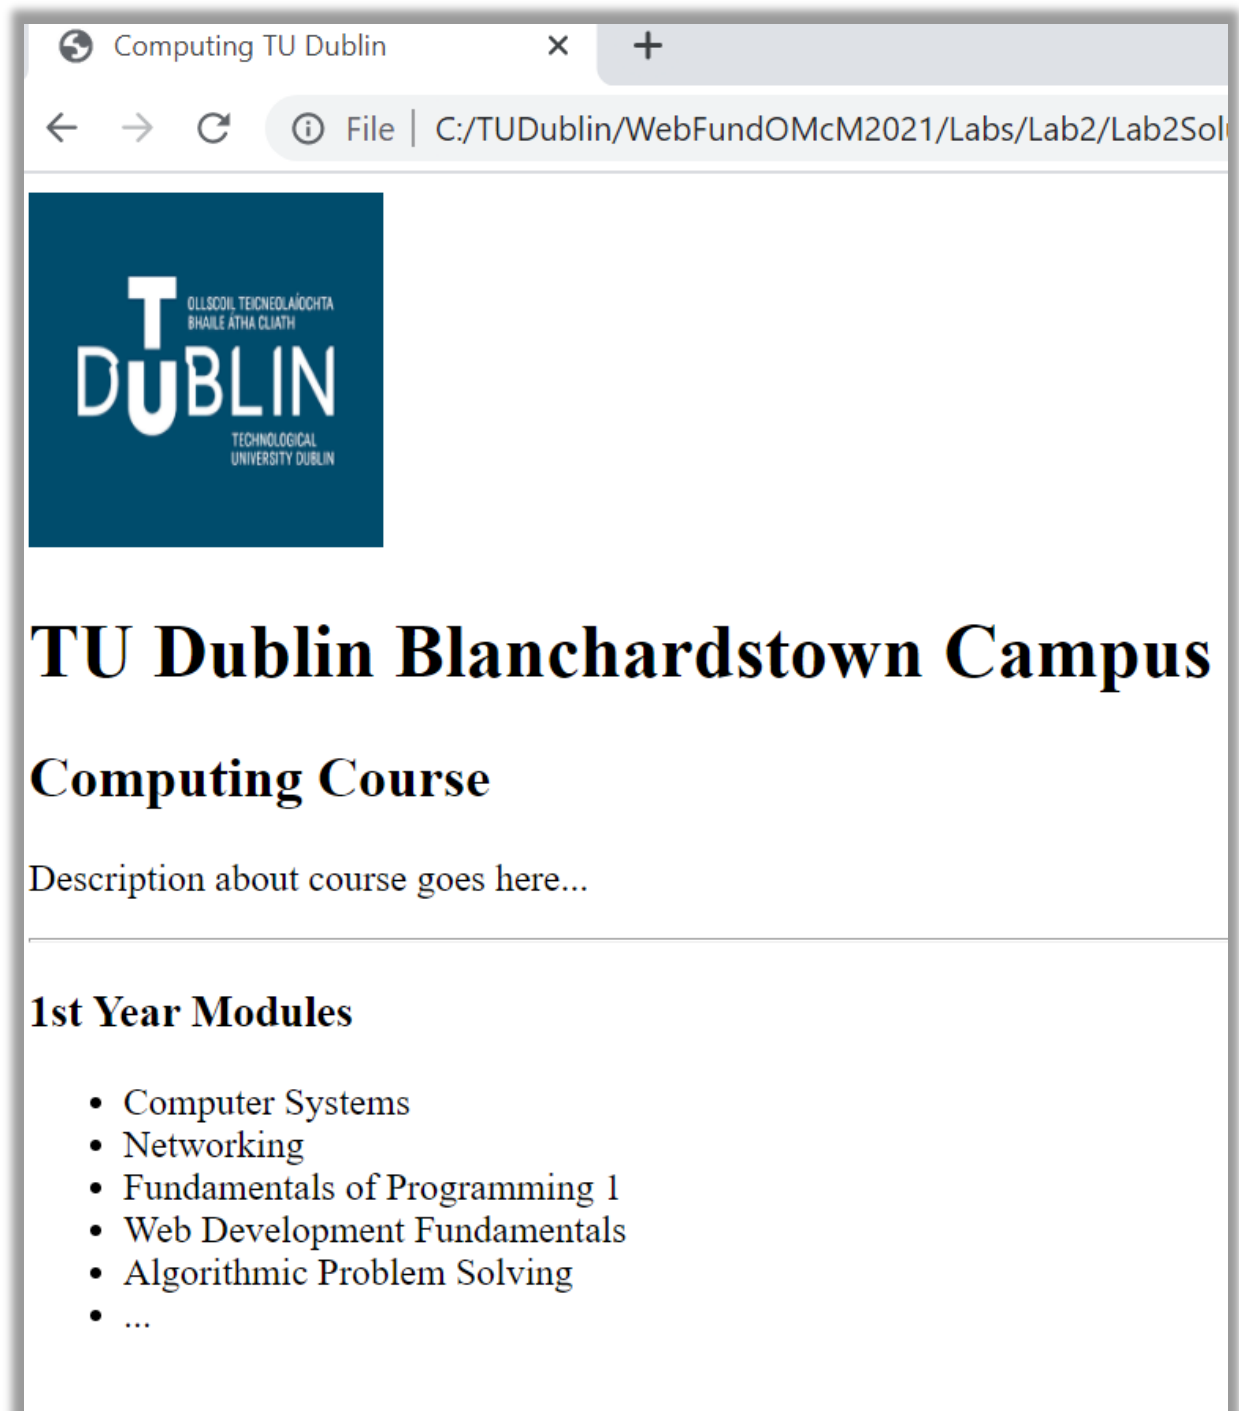 Computing TU Dublin
File | C:/TUDublin/WebFundOMcM2021/Labs/Lab2/Lab2Sol
OLLSCOIL TEICNEOLAÍOCHTA
BHAILE ÁTHA CLIATH
TU DUBLIN
TECHNOLOGICAL
UNIVERSITY DUBLIN
TU Dublin Blanchardstown Campus
Computing Course
Description about course goes here...
1st Year Modules
• Computer Systems
• Networking
• Fundamentals of Programming 1
• Web Development Fundamentals
• Algorithmic Problem Solving
• ...